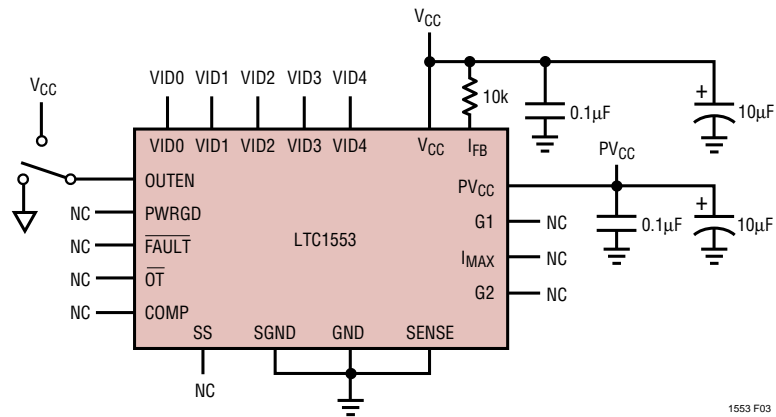 VCC
VCC
VID0 VID1 VID2 VID3 VID4
10k
0.1µF
+
10µF
VID0 VID1 VID2 VID3 VID4
VCC
IFB
PVCC
OUTEN
PVCC
NC
PWRGD
G1
NC
0.1µF
+
10µF
NC
FAULT
LTC1553
IMAX
NC
NC
OT
G2
NC
NC
COMP
SS
SGND
GND
SENSE
NC
1553 F03